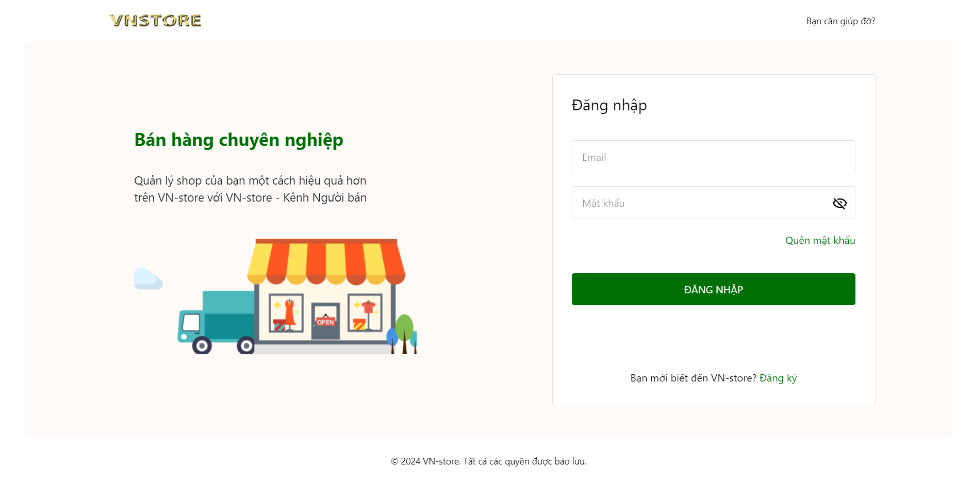 VNSTORE
Bạn cần giúp đỡ?
Bán hàng chuyên nghiệp
Quản lý shop của bạn một cách hiệu quả hơn
trên VN-store với VN-store - Kênh Người bán
OPEN
Đăng nhập
Email
Mật khẩu
Quên mật khẩu
ĐĂNG NHẬP
Bạn mới biết đến VN-store? Đăng ký
© 2024 VN-store. Tất cả các quyền được bảo lưu.